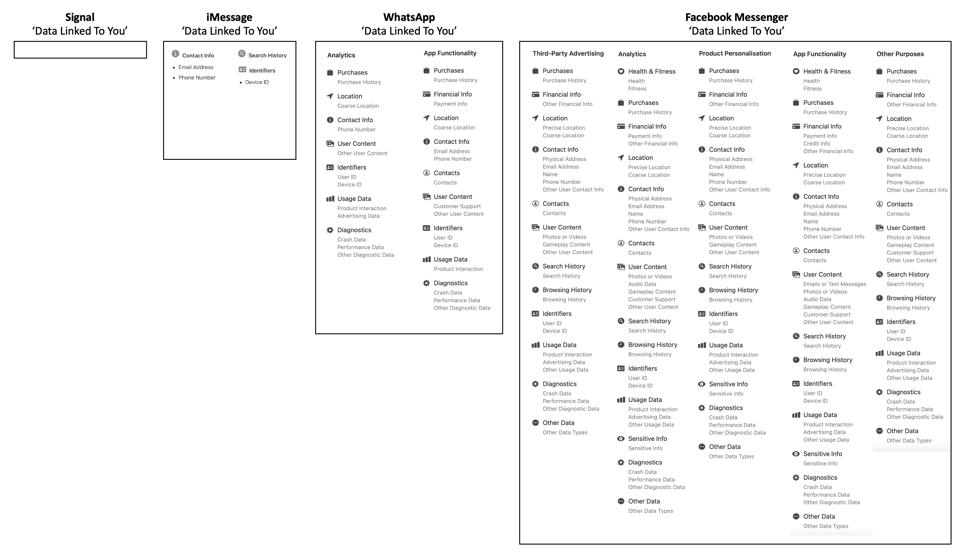 Signal
'Data Linked To You'
iMessage
'Data Linked To You'
Contact Info
• Email Address
• Phone Number
Search History
Identifiers
• Device ID
WhatsApp
'Data Linked To You'
Analytics
Purchases
Purchase History
Location
Coarse Location
Contact Info
Phone Number
User Content
Other User Content
Identifiers
User ID
Device ID
Usage Data
Product Interaction
Advertising Data
Diagnostics
Crash Data
Performance Data
Other Diagnostic Data
App Functionality
Purchases
Purchase History
Financial Info
Payment Info
Location
Coarse Location
Contact Info
Email Address
Phone Number
Contacts
Contacts
User Content
Customer Support
Other User Content
Identifiers
User ID
Device ID
Usage Data
Product Interaction
Diagnostics
Crash Data
Performance Data
Other Diagnostic Data
Facebook Messenger
'Data Linked To You'
Third-Party Advertising
Purchases
Purchase History
Financial Info
Other Financial Info
Location
Precise Location
Coarse Location
Contact Info
Physical Address
Email Address
Name
Phone Number
Other User Contact Info
Contacts
Contacts
User Content
Photos or Videos
Gameplay Content
Other User Content
Search History
Search History
Browsing History
Browsing History
Identifiers
User ID
Device ID
Usage Data
Product Interaction
Advertising Data
Other Usage Data
Diagnostics
Crash Data
Performance Data
Other Diagnostic Data
Other Data
Other Data Types
Analytics
Health & Fitness
Health
Fitness
Purchases
Purchase History
Financial Info
Payment Info
Other Financial Info
Location
Precise Location
Coarse Location
Contact Info
Physical Address
Email Address
Name
Phone Number
Other User Contact Info
Contacts
Contacts
User Content
Photos or Videos
Audio Data
Gameplay Content
Customer Support
Other User Content
Search History
Search History
Browsing History
Browsing History
Identifiers
User ID
Device ID
Usage Data
Product Interaction
Advertising Data
Other Usage Data
Sensitive Info
Sensitive Info
Diagnostics
Crash Data
Performance Data
Other Diagnostic Data
Other Data
Other Data Types
Product Personalisation
Purchases
Purchase History
Financial Info
Other Financial Info
Location
Precise Location
Coarse Location
Contact Info
Physical Address
Email Address
Name
Phone Number
Other User Contact Info
Contacts
Contacts
User Content
Photos or Videos
Gameplay Content
Other User Content
Search History
Search History
Browsing History
Browsing History
Identifiers
User ID
Device ID
Usage Data
Product Interaction
Advertising Data
Other Usage Data
Sensitive Info
Sensitive Info
Diagnostics
Crash Data
Performance Data
Other Diagnostic Data
Other Data
Other Data Types
App Functionality
Health & Fitness
Health
Fitness
Purchases
Purchase History
Financial Info
Payment Info
Credit Info
Other Financial Info
Location
Precise Location
Coarse Location
Contact Info
Physical Address
Email Address
Name
Phone Number
Other User Contact Info
Contacts
Contacts
User Content
Emails or Text Messages
Photos or Videos
Audio Data
Gameplay Content
Customer Support
Other User Content
Search History
Search History
Browsing History
Browsing History
Identifiers
User ID
Device ID
Usage Data
Product Interaction
Advertising Data
Other Usage Data
Sensitive Info
Sensitive Info
Diagnostics
Crash Data
Performance Data
Other Diagnostic Data
Other Data
Other Data Types
Other Purposes
Purchases
Purchase History
Financial Info
Other Financial Info
Location
Precise Location
Coarse Location
Contact Info
Physical Address
Email Address
Name
Phone Number
Other User Contact Info
Contacts
Contacts
User Content
Photos or Videos
Gameplay Content
Customer Support
Other User Content
Search History
Search History
Browsing History
Browsing History
Identifiers
User ID
Device ID
Usage Data
Product Interaction
Advertising Data
Other Usage Data
Diagnostics
Crash Data
Performance Data
Other Diagnostic Data
Other Data
Other Data Types